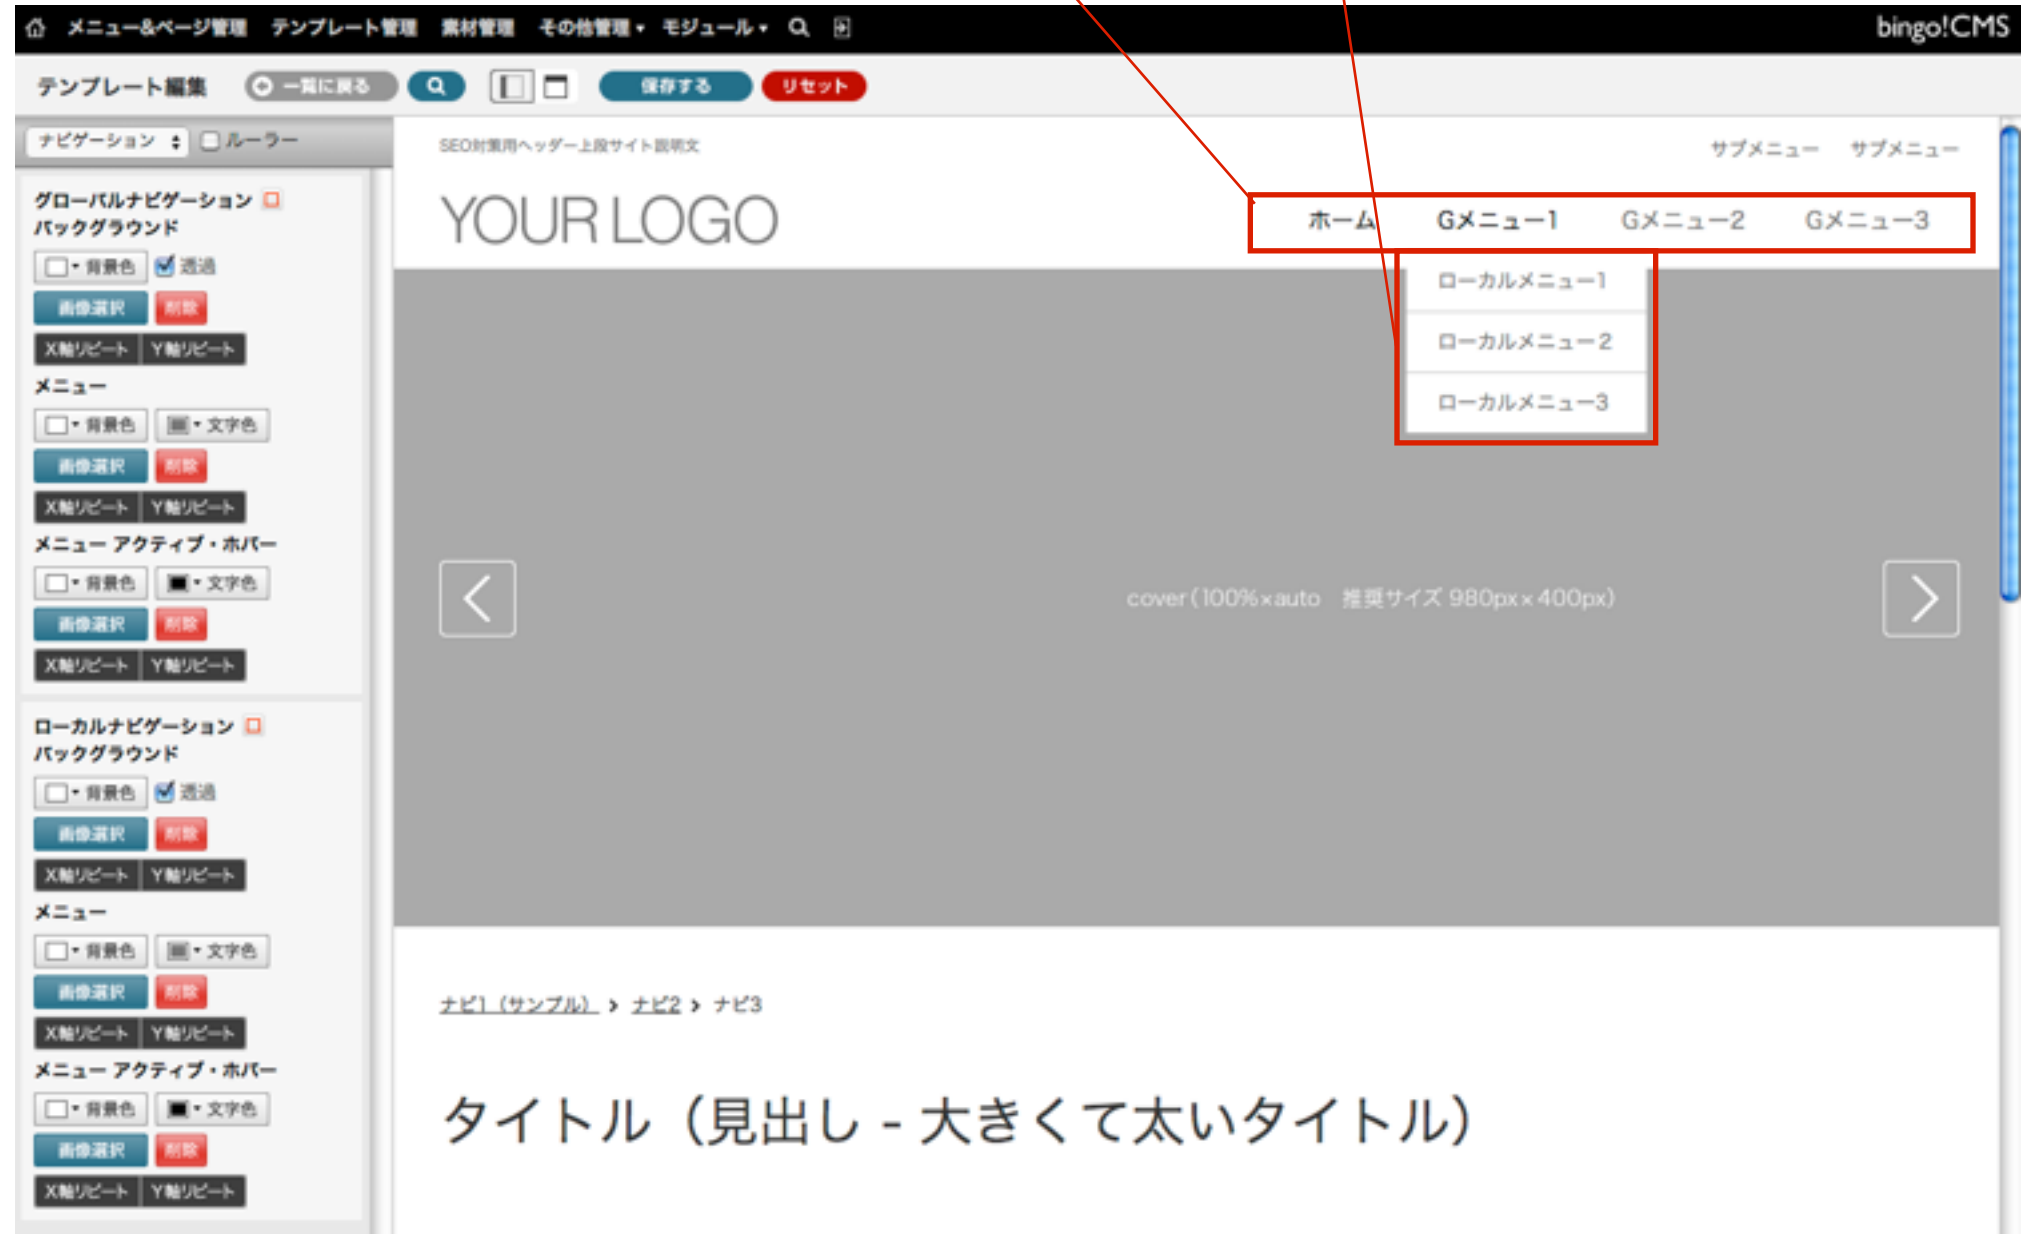 メニュー&ページ管理 テンプレート管理 素材管理 その他管理 モジュール bingo!CMS
テンプレート編集 一覧に戻る 保存する リセット
ナビゲーション ルーラー
SEO対策用ヘッダー上段サイト説明文 サブメニュー サブメニュー
YOUR LOGO ホーム Gメニュー1 Gメニュー2 Gメニュー3
ローカルメニュー1
ローカルメニュー2
ローカルメニュー3
cover(100%×auto 推奨サイズ 980px×400px)
ナビ1（サンプル） > ナビ2 > ナビ3
タイトル（見出し - 大きくて太いタイトル）
グローバルナビゲーション
バックグラウンド
背景色 透過
画像選択 削除
X軸リピート Y軸リピート
メニュー
背景色 文字色
画像選択 削除
X軸リピート Y軸リピート
メニュー アクティブ・ホバー
背景色 文字色
画像選択 削除
X軸リピート Y軸リピート
ローカルナビゲーション
バックグラウンド
背景色 透過
画像選択 削除
X軸リピート Y軸リピート
メニュー
背景色 文字色
画像選択 削除
X軸リピート Y軸リピート
メニュー アクティブ・ホバー
背景色 文字色
画像選択 削除
X軸リピート Y軸リピート